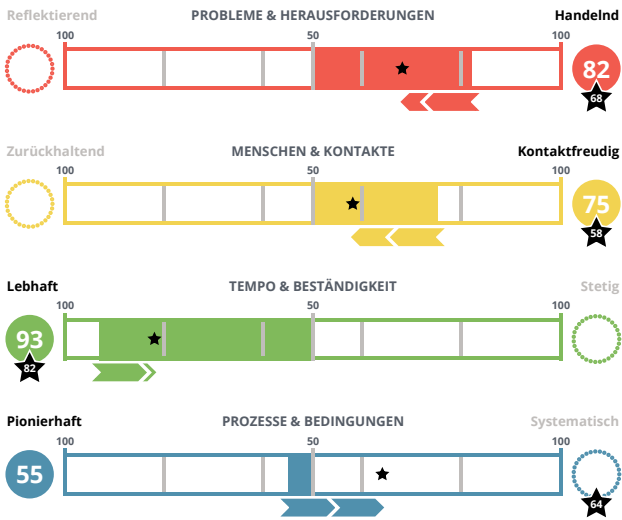 Reflektierend PROBLEME & HERAUSFORDERUNGEN Handelnd
100 50 100
82
68
Zurückhaltend MENSCHEN & KONTAKTE Kontaktfreudig
100 50 100
75
58
Lebhaft TEMPO & BESTÄNDIGKEIT Stetig
100 50 100
93
82
Pionierhaft PROZESSE & BEDINGUNGEN Systematisch
100 50 100
55
64